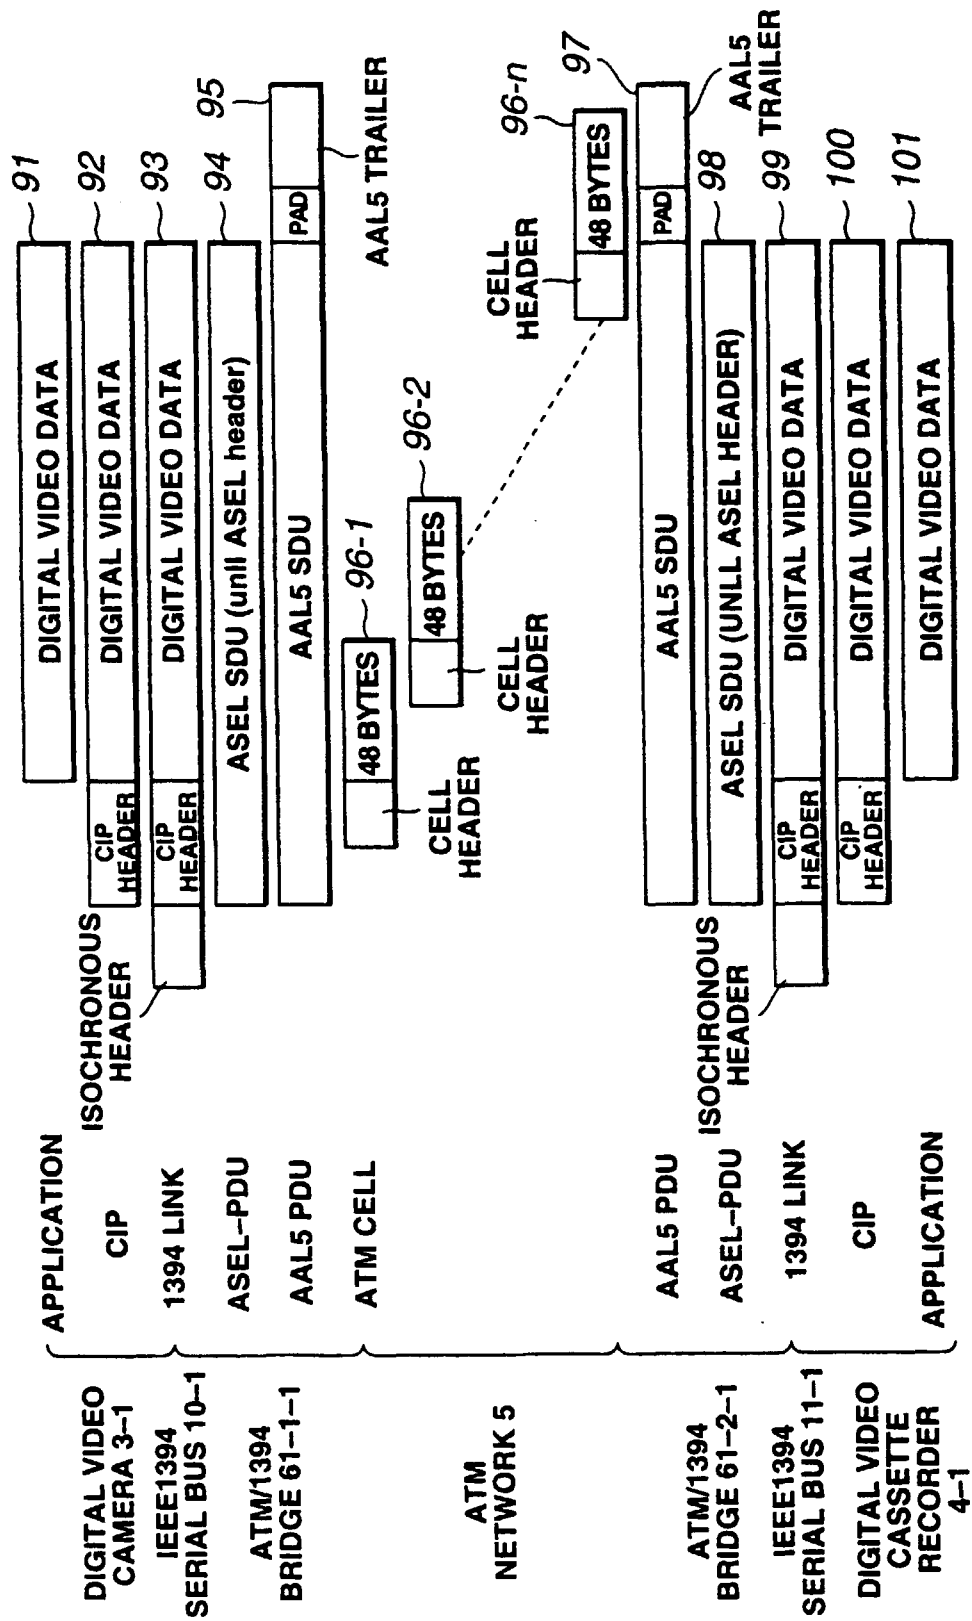 DIGITAL VIDEO
CAMERA 3–1
IEEE1394
SERIAL BUS 10–1
ATM/1394
BRIDGE 61–1–1
ATM
NETWORK 5
ATM/1394
BRIDGE 61–2–1
IEEE1394
SERIAL BUS 11–1
DIGITAL VIDEO
CASSETTE
RECORDER
4–1
APPLICATION
DIGITAL VIDEO DATA
91
CIP
CIP
HEADER
DIGITAL VIDEO DATA
92
1394 LINK
ISOCHRONOUS
HEADER
CIP
HEADER
DIGITAL VIDEO DATA
93
ASEL–PDU
ASEL SDU (unll ASEL header)
94
AAL5 PDU
AAL5 SDU
PAD
95
AAL5 TRAILER
ATM CELL
48 BYTES
96-1
CELL
HEADER
48 BYTES
96-2
CELL
HEADER
CELL
HEADER
48 BYTES
96-n
AAL5 PDU
AAL5 SDU
PAD
97
AAL5
TRAILER
ASEL–PDU
ASEL SDU (UNLL ASEL HEADER)
98
1394 LINK
ISOCHRONOUS
HEADER
CIP
HEADER
DIGITAL VIDEO DATA
99
CIP
CIP
HEADER
DIGITAL VIDEO DATA
100
APPLICATION
DIGITAL VIDEO DATA
101